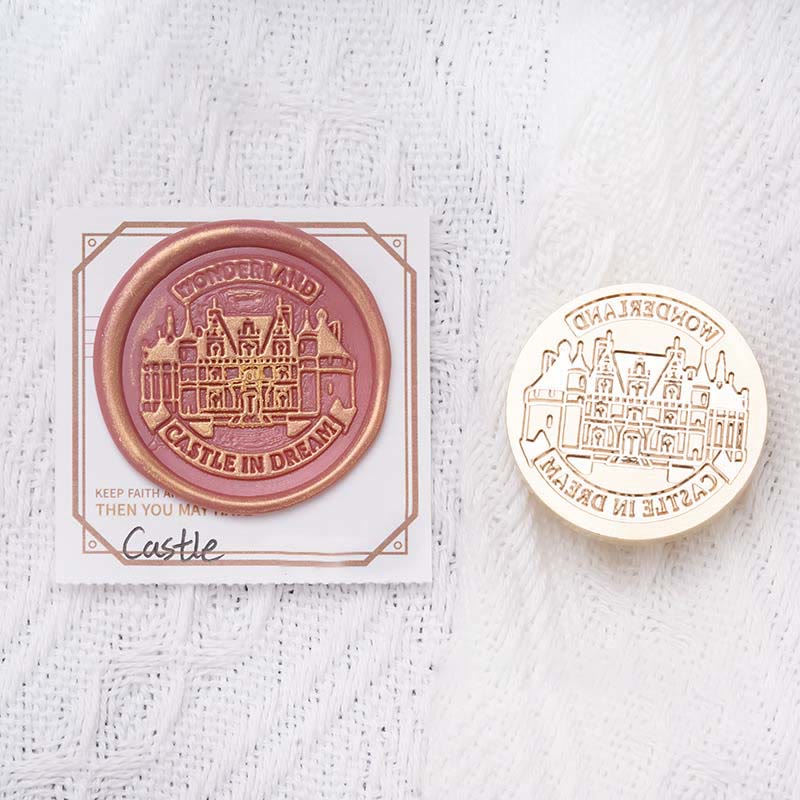 WONDERLAND
CASTLE IN DREAM
KEEP FAITH
THEN YOU MAY
Castle
WONDERLAND
CASTLE IN DREAM